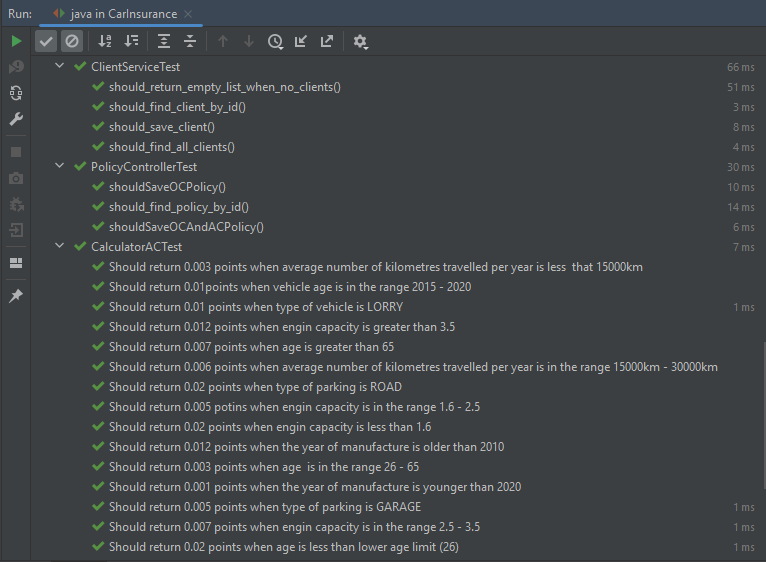 Run: java in CarInsurance
ClientServiceTest 66 ms
should_return_empty_list_when_no_clients() 51 ms
should_find_client_by_id() 3 ms
should_save_client() 8 ms
should_find_all_clients() 4 ms
PolicyControllerTest 30 ms
shouldSaveOCPolicy() 10 ms
should_find_policy_by_id() 14 ms
shouldSaveOCAndACPolicy() 6 ms
CalculatorACTest 7 ms
Should return 0.003 points when average number of kilometres travelled per year is less  that 15000km
Should return 0.01points when vehicle age is in the range 2015 - 2020
Should return 0.01 points when type of vehicle is LORRY 1 ms
Should return 0.012 points when engin capacity is greater than 3.5
Should return 0.007 points when age is greater than 65
Should return 0.006 points when average number of kilometres travelled per year is in the range 15000km - 30000km
Should return 0.02 points when type of parking is ROAD
Should return 0.005 potins when engin capacity is in the range 1.6 - 2.5
Should return 0.02 points when engin capacity is less than 1.6
Should return 0.012 points when the year of manufacture is older than 2010
Should return 0.003 points when age  is in the range 26 - 65
Should return 0.001 points when the year of manufacture is younger than 2020
Should return 0.005 points when type of parking is GARAGE 1 ms
Should return 0.007 points when engin capacity is in the range 2.5 - 3.5 1 ms
Should return 0.02 points when age is less than lower age limit (26) 1 ms